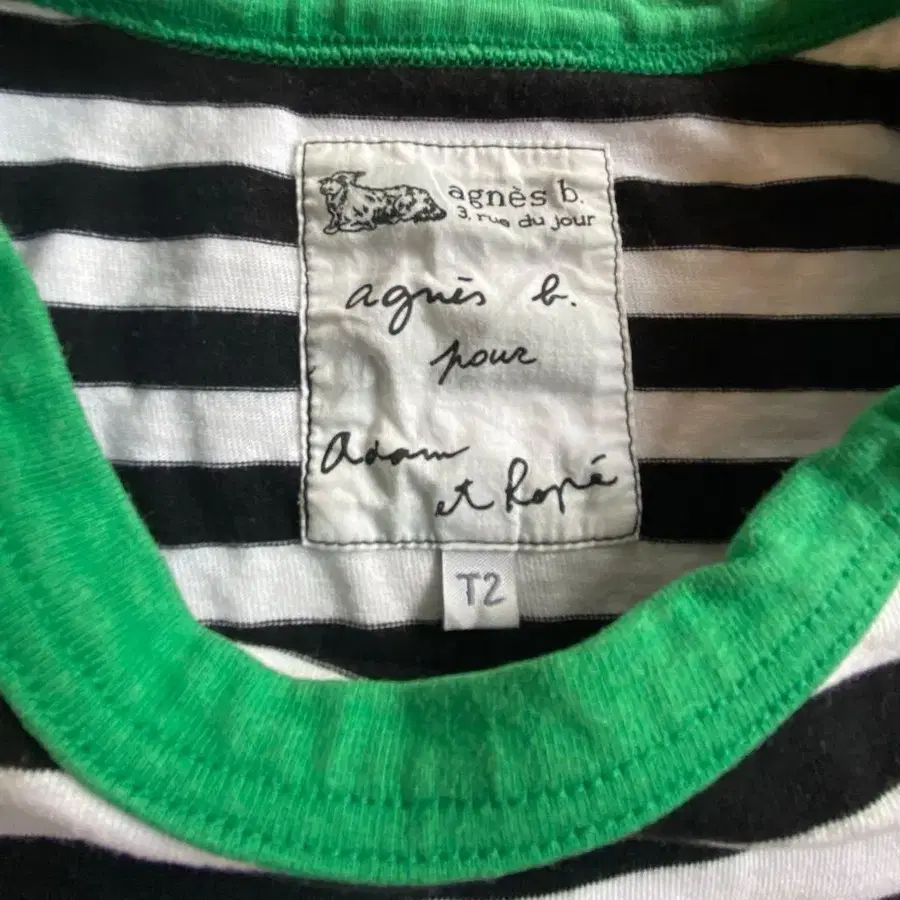 agnès b.
3, rue du jour
agnès b.
pour
Adam
et Ropé
T2